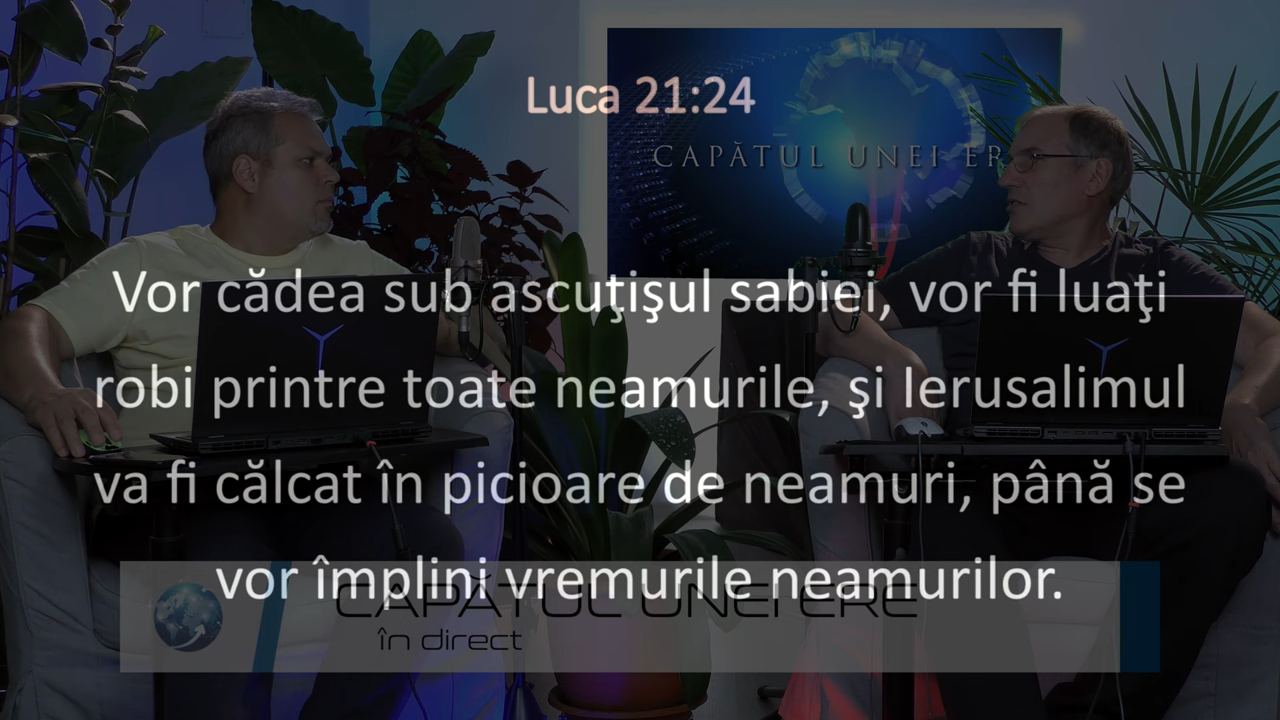 Luca 21:24
CAPĂTUL UNEI ER
Vor cădea sub ascuţişul sabiei, vor fi luaţi
robi printre toate neamurile, şi Ierusalimul
va fi călcat în picioare de neamuri, până se
vor împlini vremurile neamurilor.
CAPĂTUL UNEI ERE
în direct